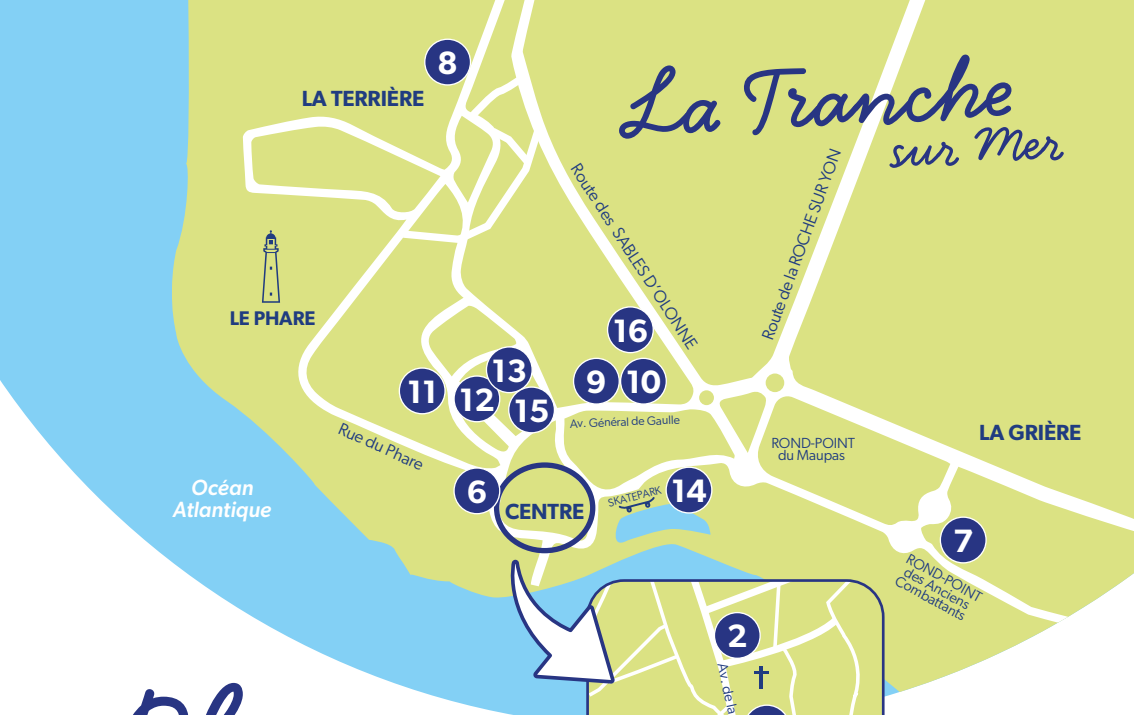 La Tranche
sur Mer
8
LA TERRIÈRE
Route des SABLES D'OLONNE
Route de la ROCHE SUR YON
LE PHARE
16
13
9
10
11
12
15
Av. Général de Gaulle
LA GRIÈRE
Rue du Phare
ROND-POINT
du Maupas
6
CENTRE
SKATEPARK
14
Océan
Atlantique
7
ROND-POINT
des Anciens
Combattants
2
Av. de la